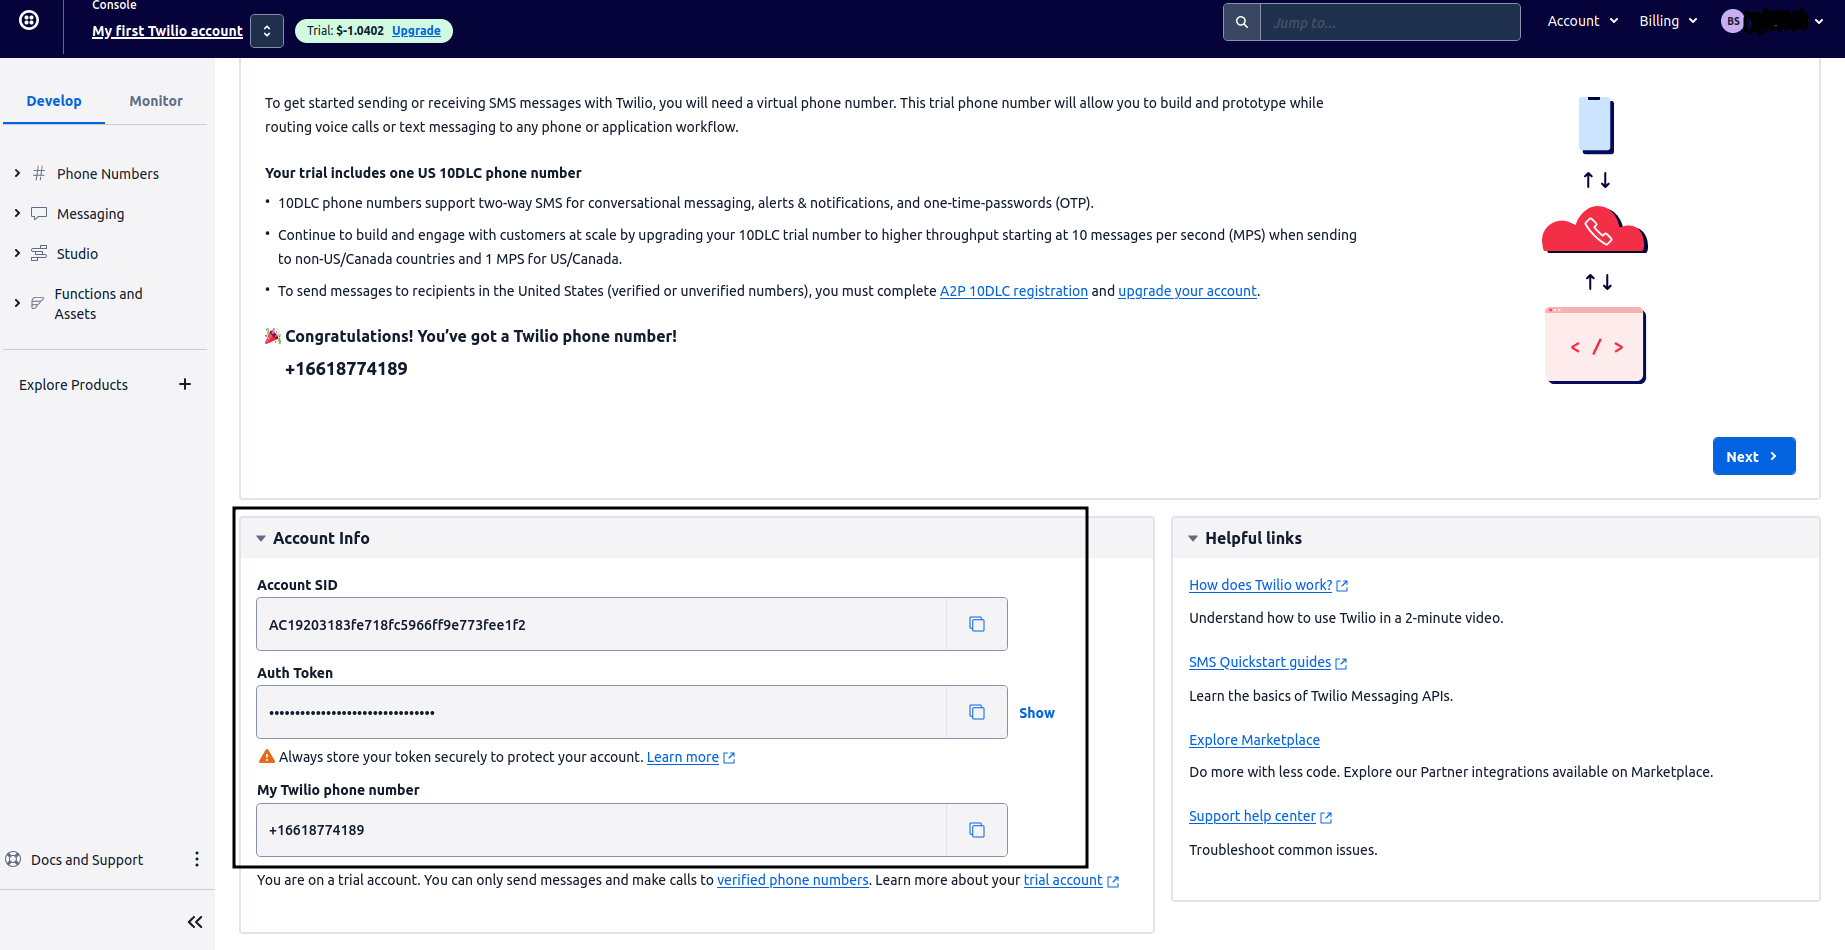 Console
My first Twilio account
Trial: $-1.0402 Upgrade
Jump to...
Account
Billing
BS
Develop
Monitor
Phone Numbers
Messaging
Studio
Functions and
Assets
Explore Products
Docs and Support
To get started sending or receiving SMS messages with Twilio, you will need a virtual phone number. This trial phone number will allow you to build and prototype while
routing voice calls or text messaging to any phone or application workflow.
Your trial includes one US 10DLC phone number
• 10DLC phone numbers support two-way SMS for conversational messaging, alerts & notifications, and one-time-passwords (OTP).
• Continue to build and engage with customers at scale by upgrading your 10DLC trial number to higher throughput starting at 10 messages per second (MPS) when sending
to non-US/Canada countries and 1 MPS for US/Canada.
• To send messages to recipients in the United States (verified or unverified numbers), you must complete A2P 10DLC registration and upgrade your account.
🎉 Congratulations! You’ve got a Twilio phone number!
+16618774189
< / >
Next
Account Info
Account SID
AC19203183fe718fc5966ff9e773fee1f2
Auth Token
••••••••••••••••••••••••••••••••
Show
Always store your token securely to protect your account. Learn more
My Twilio phone number
+16618774189
You are on a trial account. You can only send messages and make calls to verified phone numbers. Learn more about your trial account
Helpful links
How does Twilio work?
Understand how to use Twilio in a 2-minute video.
SMS Quickstart guides
Learn the basics of Twilio Messaging APIs.
Explore Marketplace
Do more with less code. Explore our Partner integrations available on Marketplace.
Support help center
Troubleshoot common issues.